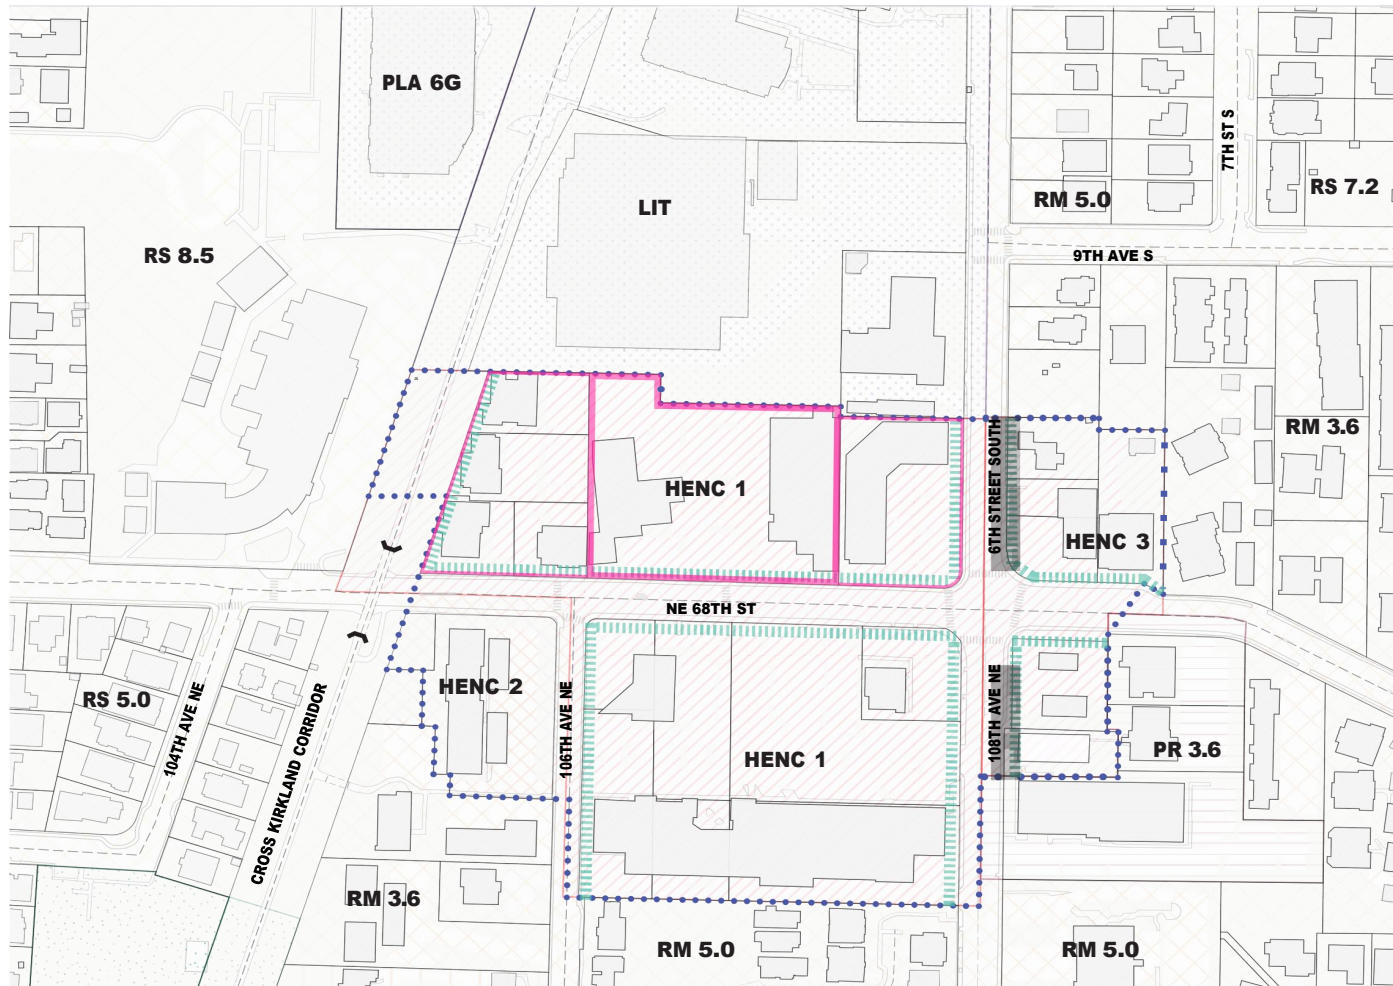 PLA 6G
7TH ST S
RS 7.2
LIT
RM 5.0
RS 8.5
9TH AVE S
RM 3.6
6TH STREET SOUTH
HENC 1
HENC 3
NE 68TH ST
RS 5.0
104TH AVE NE
CROSS KIRKLAND CORRIDOR
HENC 2
106TH AVE NE
HENC 1
108TH AVE NE
PR 3.6
RM 3.6
RM 5.0
RM 5.0